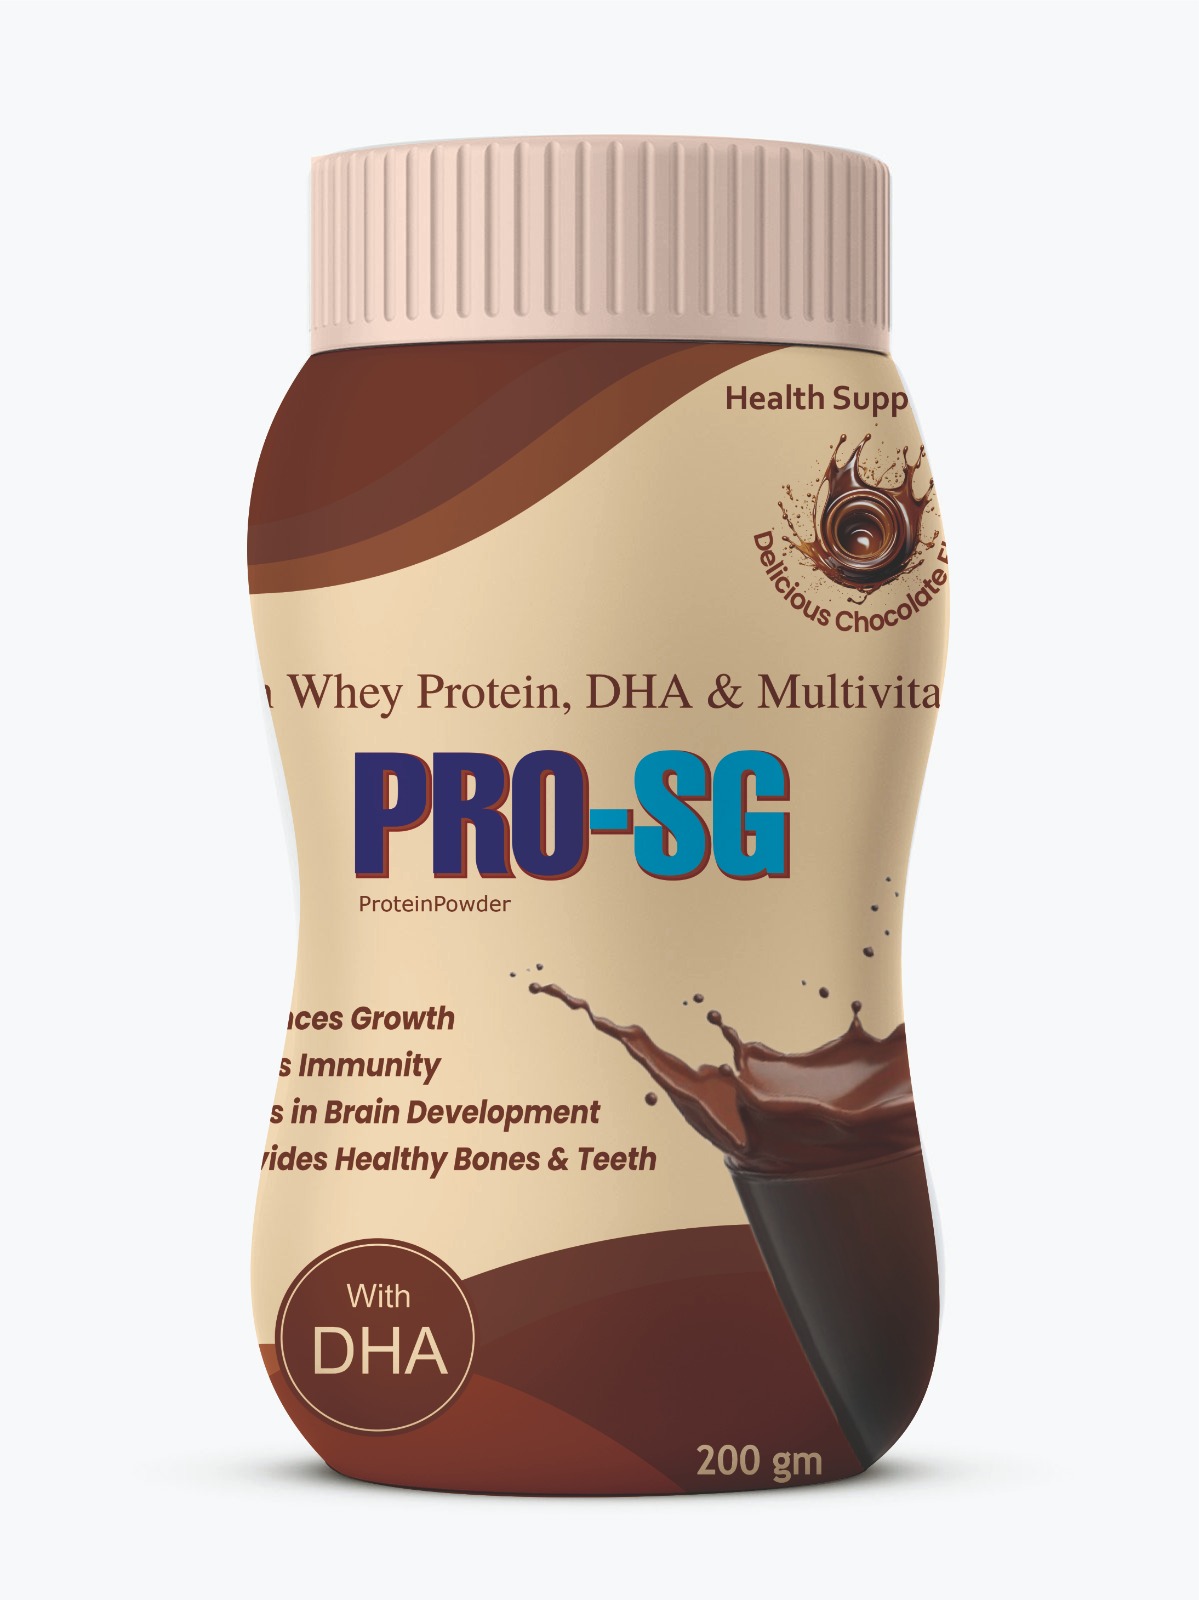 Health Supp
Delicious Chocolate
Whey Protein, DHA & Multivita
PRO-SG
ProteinPowder
nces Growth
s Immunity
s in Brain Development
vides Healthy Bones & Teeth
With
DHA
200 gm